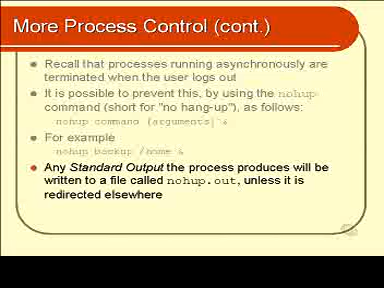 More Process Control (cont.)
Recall that processes running asynchronously are
terminated when the user logs out
It is possible to prevent this, by using the nohup
command (short for "no hang-up"), as follows:
nohup command [arguments] &
For example
nohup backup /home &
Any Standard Output the process produces will be
written to a file called nohup.out, unless it is
redirected elsewhere